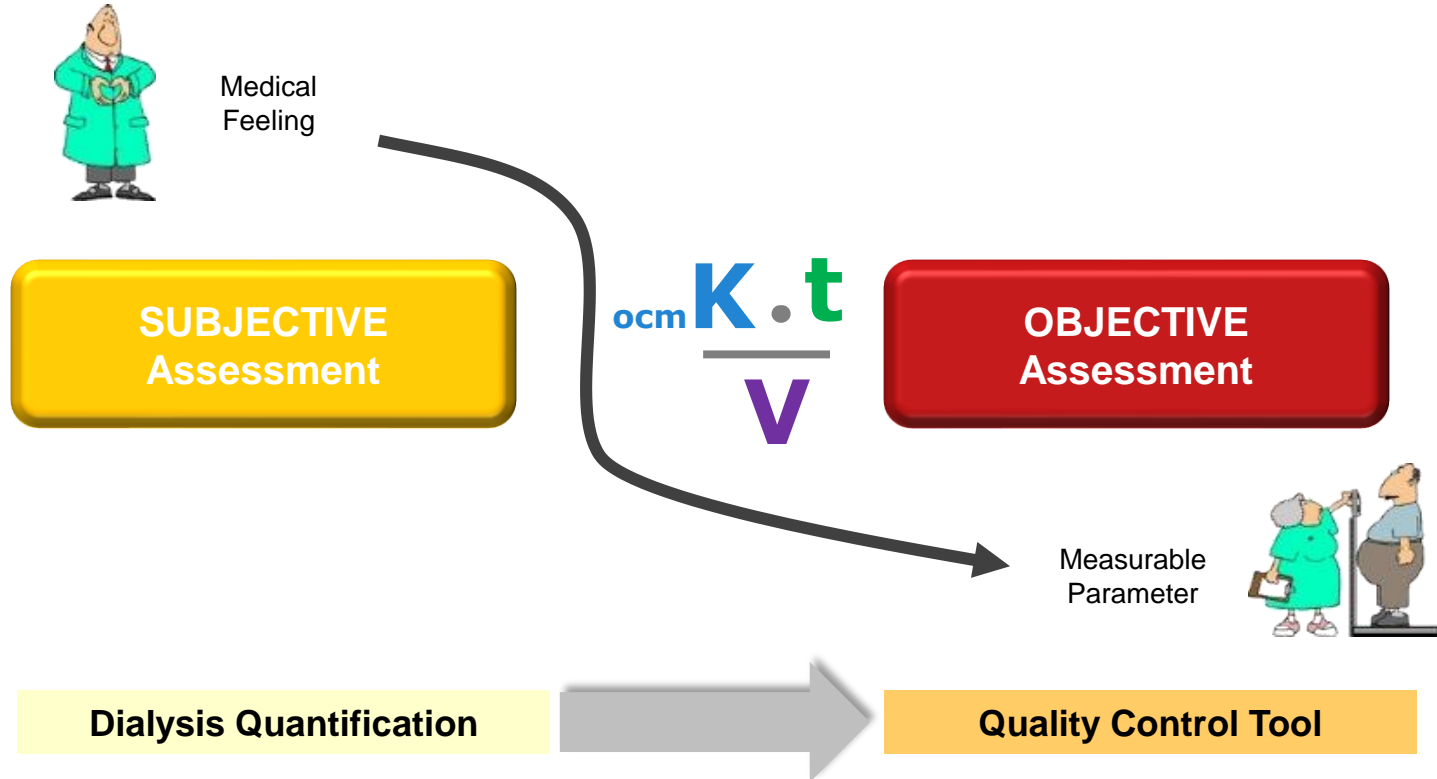 Medical
Feeling
SUBJECTIVE
Assessment
ocm K . t
V
OBJECTIVE
Assessment
Measurable
Parameter
Dialysis Quantification
Quality Control Tool